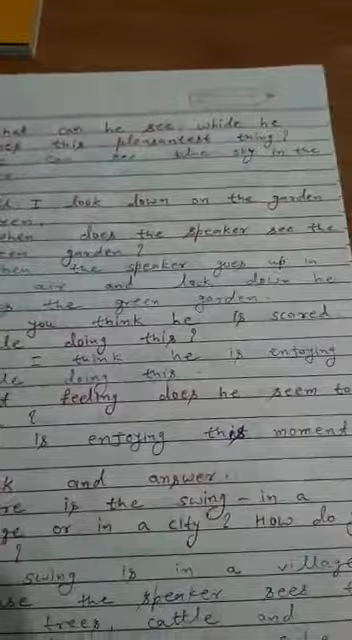 can he see while he
this pleasantest thing?
can see blue sky in the
I look down on the garden
does the speaker see the
garden?
the speaker goes up in
air and look down he
the green garden.
you think he is scared
doing this?
I think he is enjoying
doing this.
feeling does he seem to
?
Is enjoying this moment
and answer.
is the swing - in a
or in a city? How do
?
swing is in a village
the speaker sees
trees, cattle and